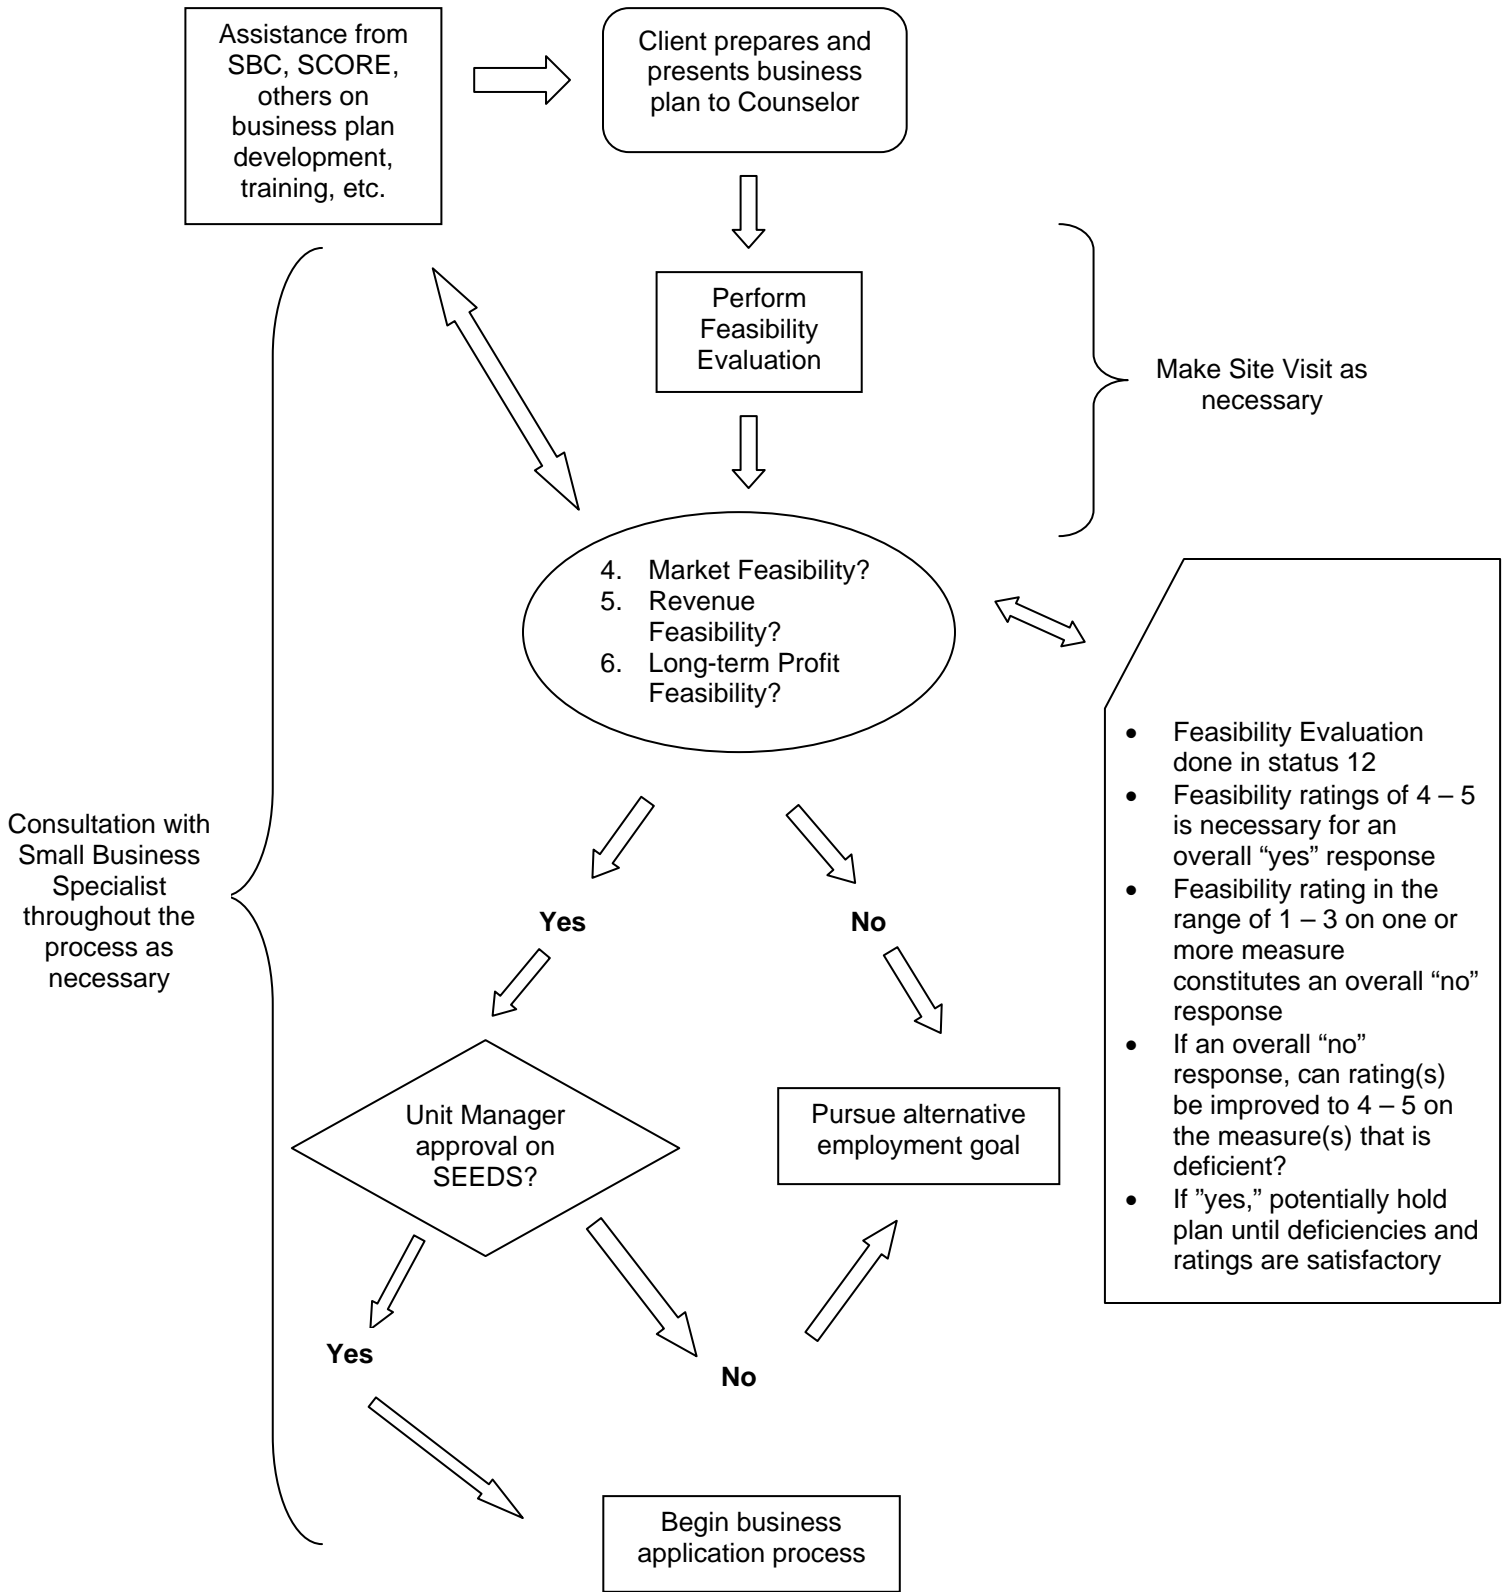 Assistance from
SBC, SCORE,
others on
business plan
development,
training, etc.
Client prepares and
presents business
plan to Counselor
Perform
Feasibility
Evaluation
Make Site Visit as
necessary
4. Market Feasibility?
5. Revenue
Feasibility?
6. Long-term Profit
Feasibility?
• Feasibility Evaluation
done in status 12
• Feasibility ratings of 4 – 5
is necessary for an
overall “yes” response
• Feasibility rating in the
range of 1 – 3 on one or
more measure
constitutes an overall “no”
response
• If an overall “no”
response, can rating(s)
be improved to 4 – 5 on
the measure(s) that is
deficient?
• If ”yes,” potentially hold
plan until deficiencies and
ratings are satisfactory
Consultation with
Small Business
Specialist
throughout the
process as
necessary
Yes
No
Unit Manager
approval on
SEEDS?
Pursue alternative
employment goal
Yes
No
Begin business
application process